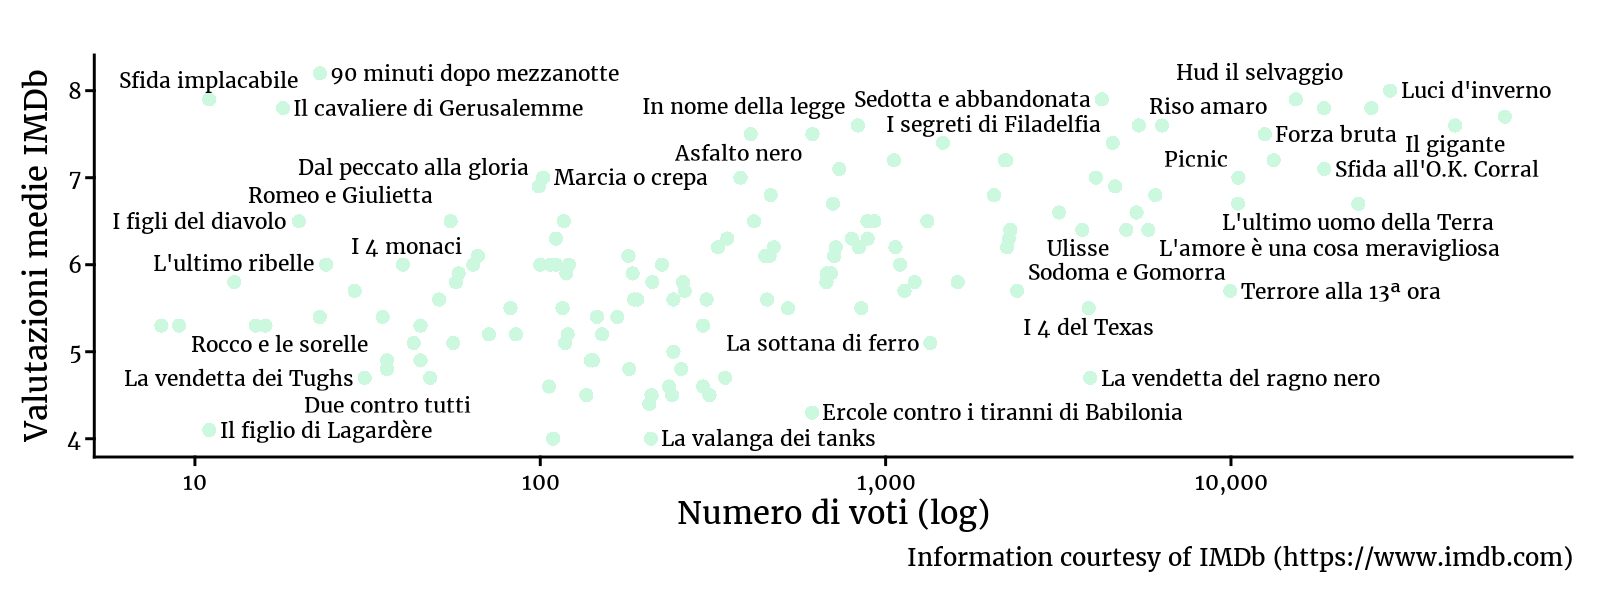 Hud il selvaggio
90 minuti dopo mezzanotte
Sfida implacabile
8
Luci d'inverno
Sedotta e abbandonata
In nome della legge
Riso amaro
Il cavaliere di Gerusalemme
I segreti di Filadelfia
Forza bruta
Il gigante
Asfalto nero
Picnic
Dal peccato alla gloria
Sfida all'O.K. Corral
7
Marcia o crepa
Romeo e Giulietta
I figli del diavolo
L'ultimo uomo della Terra
I 4 monaci
Ulisse
L'amore è una cosa meravigliosa
6
L'ultimo ribelle
Sodoma e Gomorra
Terrore alla 13ª ora
I 4 del Texas
Rocco e le sorelle
La sottana di ferro
5
La vendetta dei Tughs
La vendetta del ragno nero
Due contro tutti
Ercole contro i tiranni di Babilonia
Il figlio di Lagardère
La valanga dei tanks
4
Valutazioni medie IMDb
10
100
1,000
10,000
Numero di voti (log)
Information courtesy of IMDb (https://www.imdb.com)